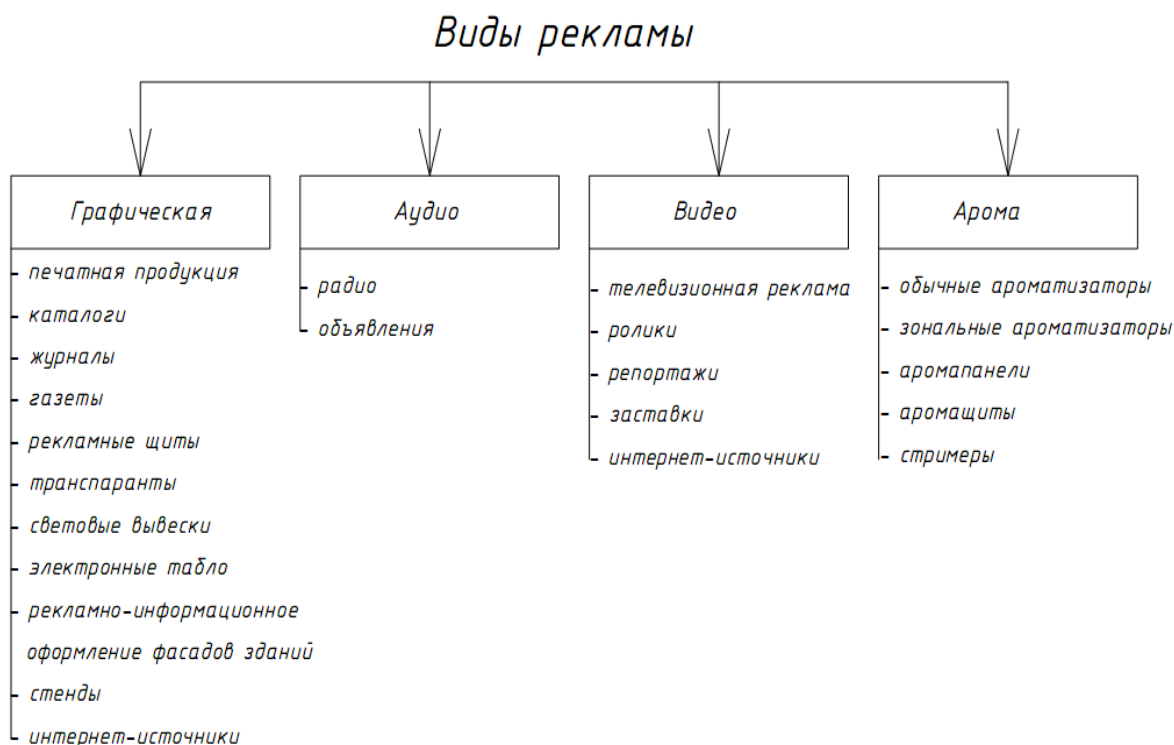 Виды рекламы
Графическая
- печатная продукция
- каталоги
- журналы
- газеты
- рекламные щиты
- транспаранты
- световые вывески
- электронные табло
- рекламно-информационное
оформление фасадов зданий
- стенды
- интернет-источники
Аудио
- радио
- объявления
Видео
- телевизионная реклама
- ролики
- репортажи
- заставки
- интернет-источники
Арома
- обычные ароматизаторы
- зональные ароматизаторы
- аромапанели
- аромащиты
- стримеры